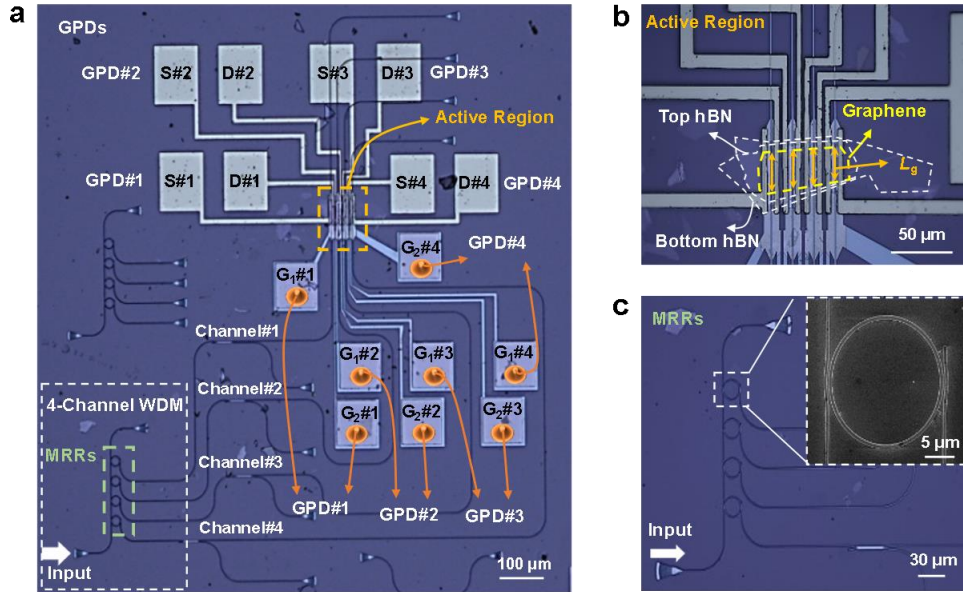 a
GPDs
GPD#2
S#2
D#2
S#3
D#3
GPD#3
Active Region
GPD#1
S#1
D#1
S#4
D#4
GPD#4
G₂#4
GPD#4
G₁#1
Channel#1
G₁#2
G₁#3
G₁#4
Channel#2
4-Channel WDM
G₂#1
G₂#2
G₂#3
MRRs
Channel#3
GPD#1
GPD#2
GPD#3
Channel#4
Input
100 µm
b
Active Region
Top hBN
Graphene
Lg
Bottom hBN
50 µm
c
MRRs
5 µm
Input
30 µm